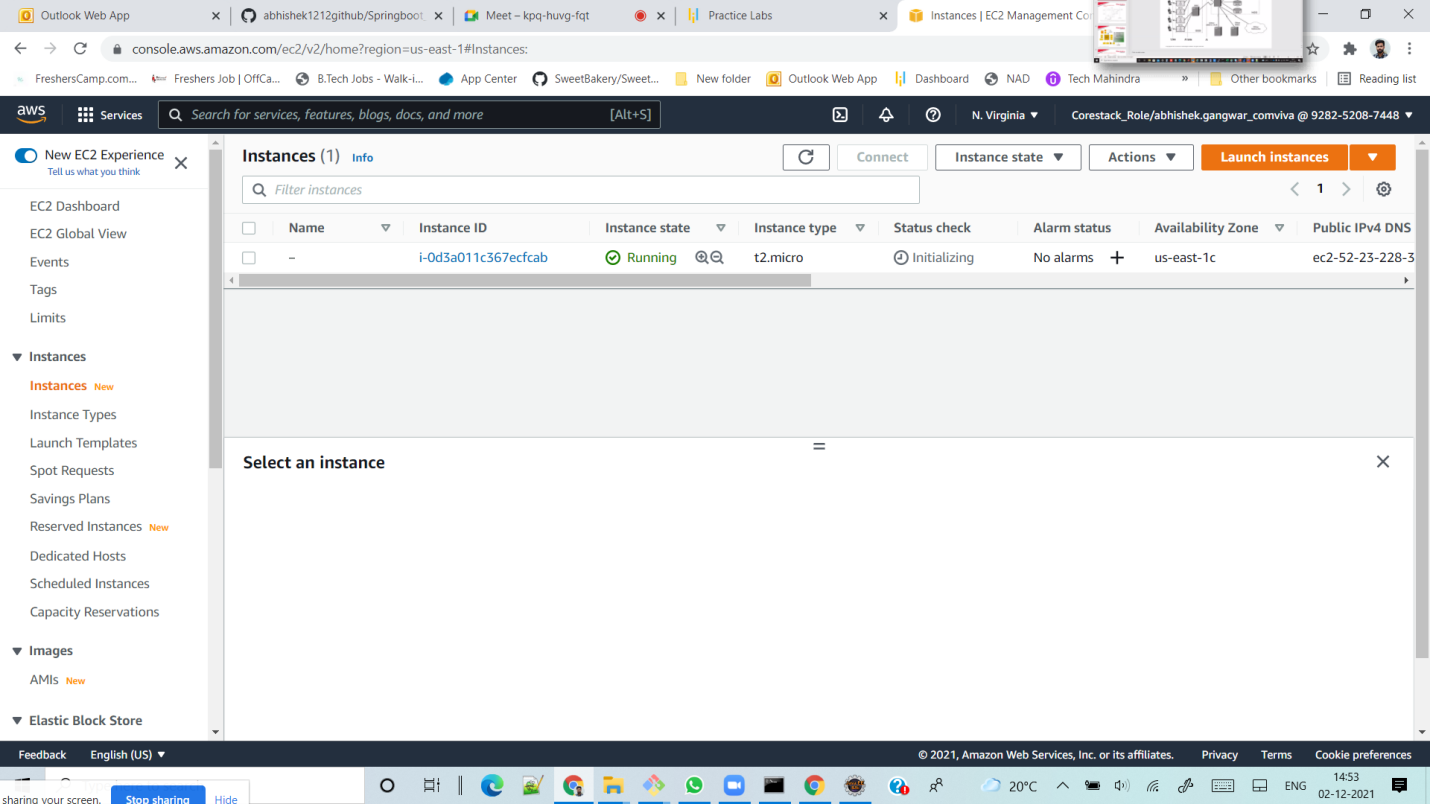 Outlook Web App
abhishek1212github/Springboot_
Meet – kpq-huvg-fqt
Practice Labs
Instances | EC2 Management Co
console.aws.amazon.com/ec2/v2/home?region=us-east-1#Instances:
FreshersCamp.com...
Freshers Job | OffCa...
B.Tech Jobs - Walk-i...
App Center
SweetBakery/Sweet...
New folder
Outlook Web App
Dashboard
NAD
Tech Mahindra
»
Other bookmarks
Reading list
aws
Services
Search for services, features, blogs, docs, and more
[Alt+S]
N. Virginia
Corestack_Role/abhishek.gangwar_comviva @ 9282-5208-7448
New EC2 Experience
Tell us what you think
EC2 Dashboard
EC2 Global View
Events
Tags
Limits
Instances
Instances New
Instance Types
Launch Templates
Spot Requests
Savings Plans
Reserved Instances New
Dedicated Hosts
Scheduled Instances
Capacity Reservations
Images
AMIs New
Elastic Block Store
Instances (1) Info
Connect
Instance state
Actions
Launch instances
Filter instances
1
Name
Instance ID
Instance state
Instance type
Status check
Alarm status
Availability Zone
Public IPv4 DNS
–
i-0d3a011c367ecfcab
Running
t2.micro
Initializing
No alarms +
us-east-1c
ec2-52-23-228-3
Select an instance
Feedback
English (US)
© 2021, Amazon Web Services, Inc. or its affiliates.
Privacy
Terms
Cookie preferences
sharing your screen.
Stop sharing
Hide
20°C
ENG
14:53
02-12-2021